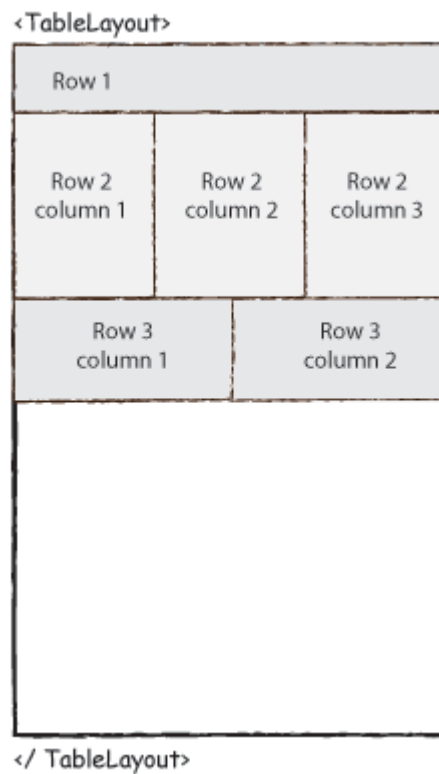 <TableLayout>
Row 1
Row 2
column 1
Row 2
column 2
Row 2
column 3
Row 3
column 1
Row 3
column 2
</ TableLayout>